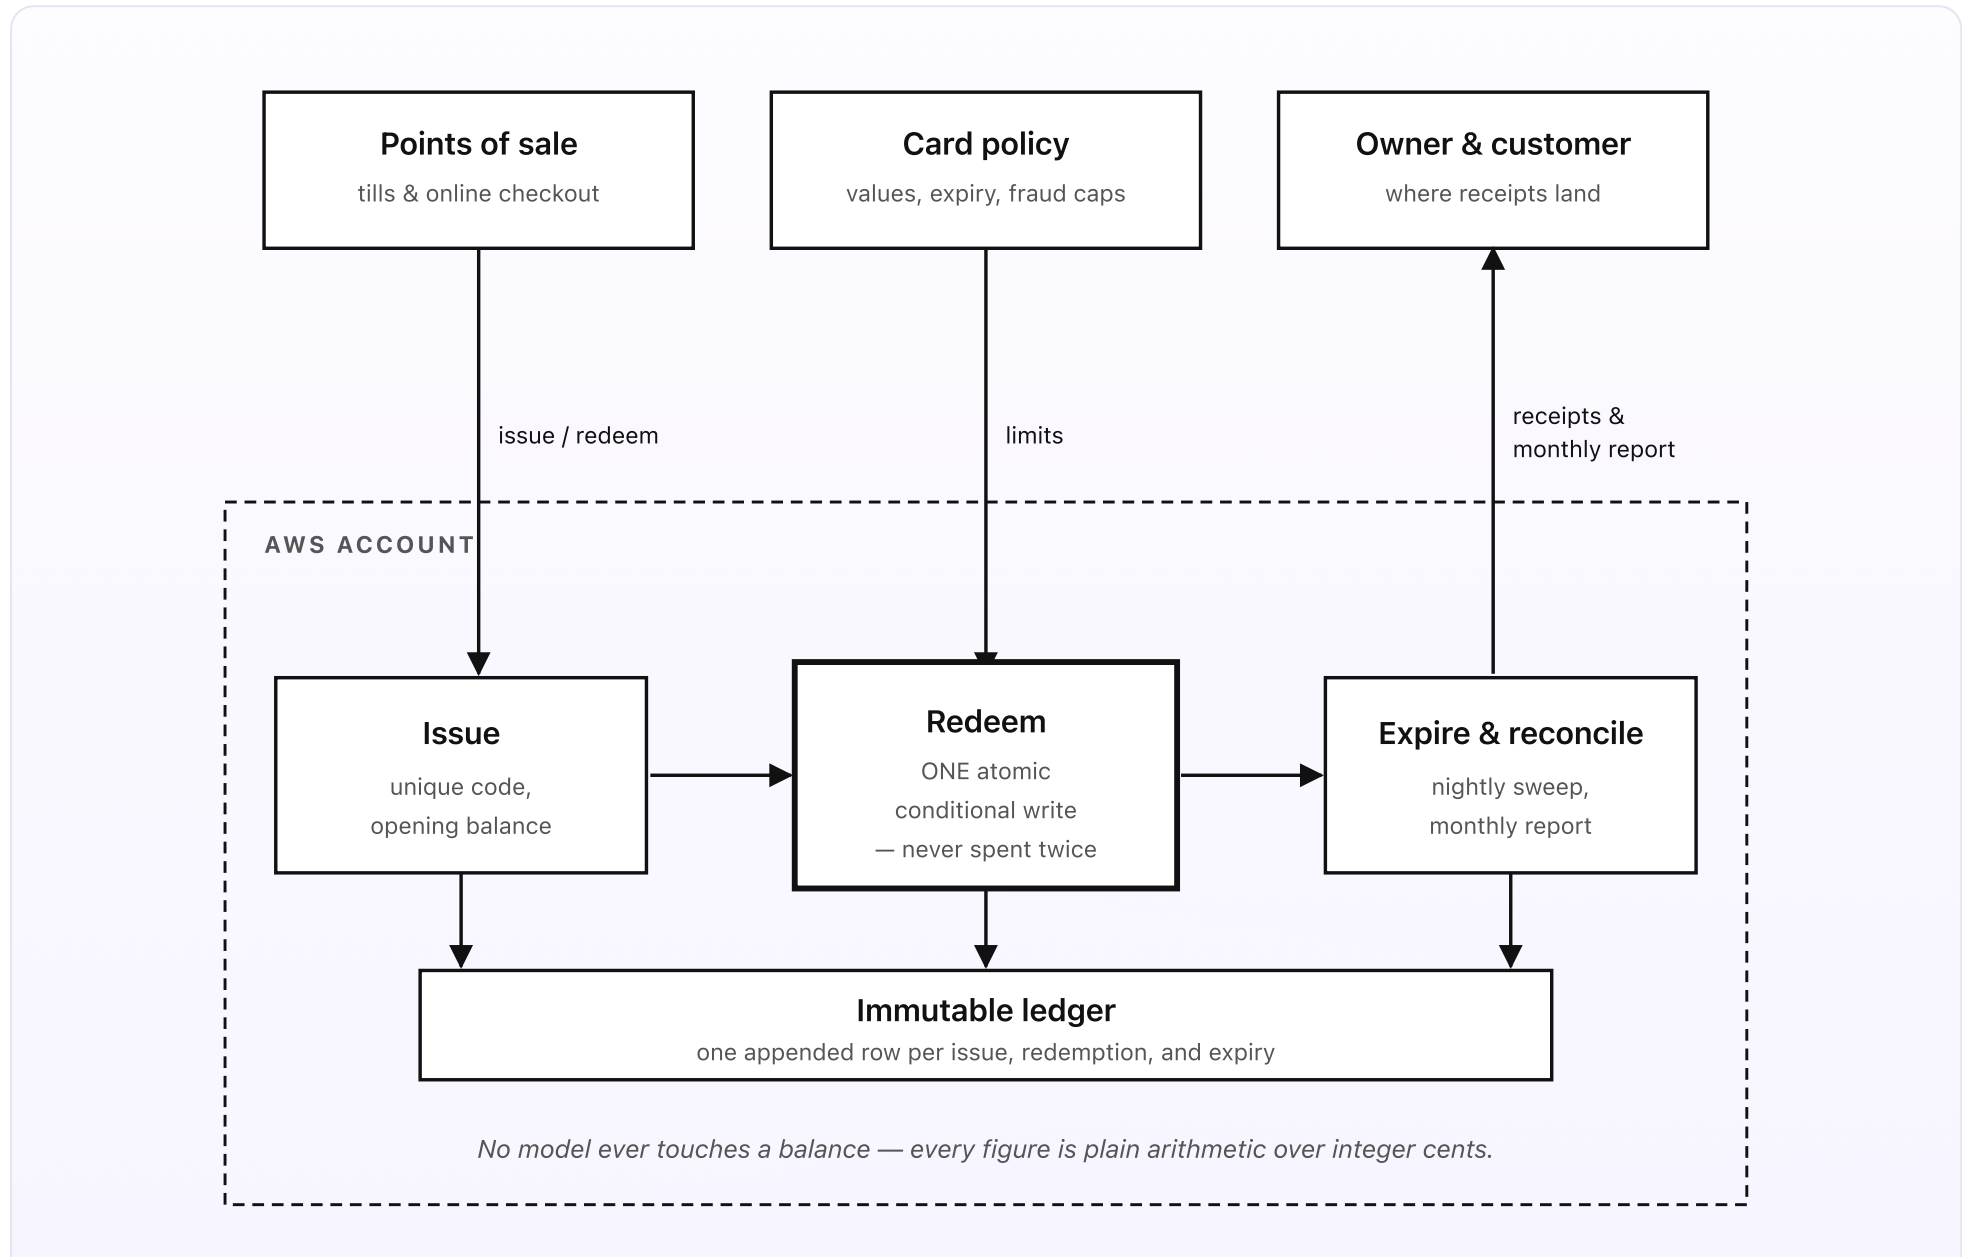 Points of sale
tills & online checkout
Card policy
values, expiry, fraud caps
Owner & customer
where receipts land
issue / redeem
limits
receipts &
monthly report
AWS ACCOUNT
Issue
unique code,
opening balance
Redeem
ONE atomic
conditional write
— never spent twice
Expire & reconcile
nightly sweep,
monthly report
Immutable ledger
one appended row per issue, redemption, and expiry
No model ever touches a balance — every figure is plain arithmetic over integer cents.